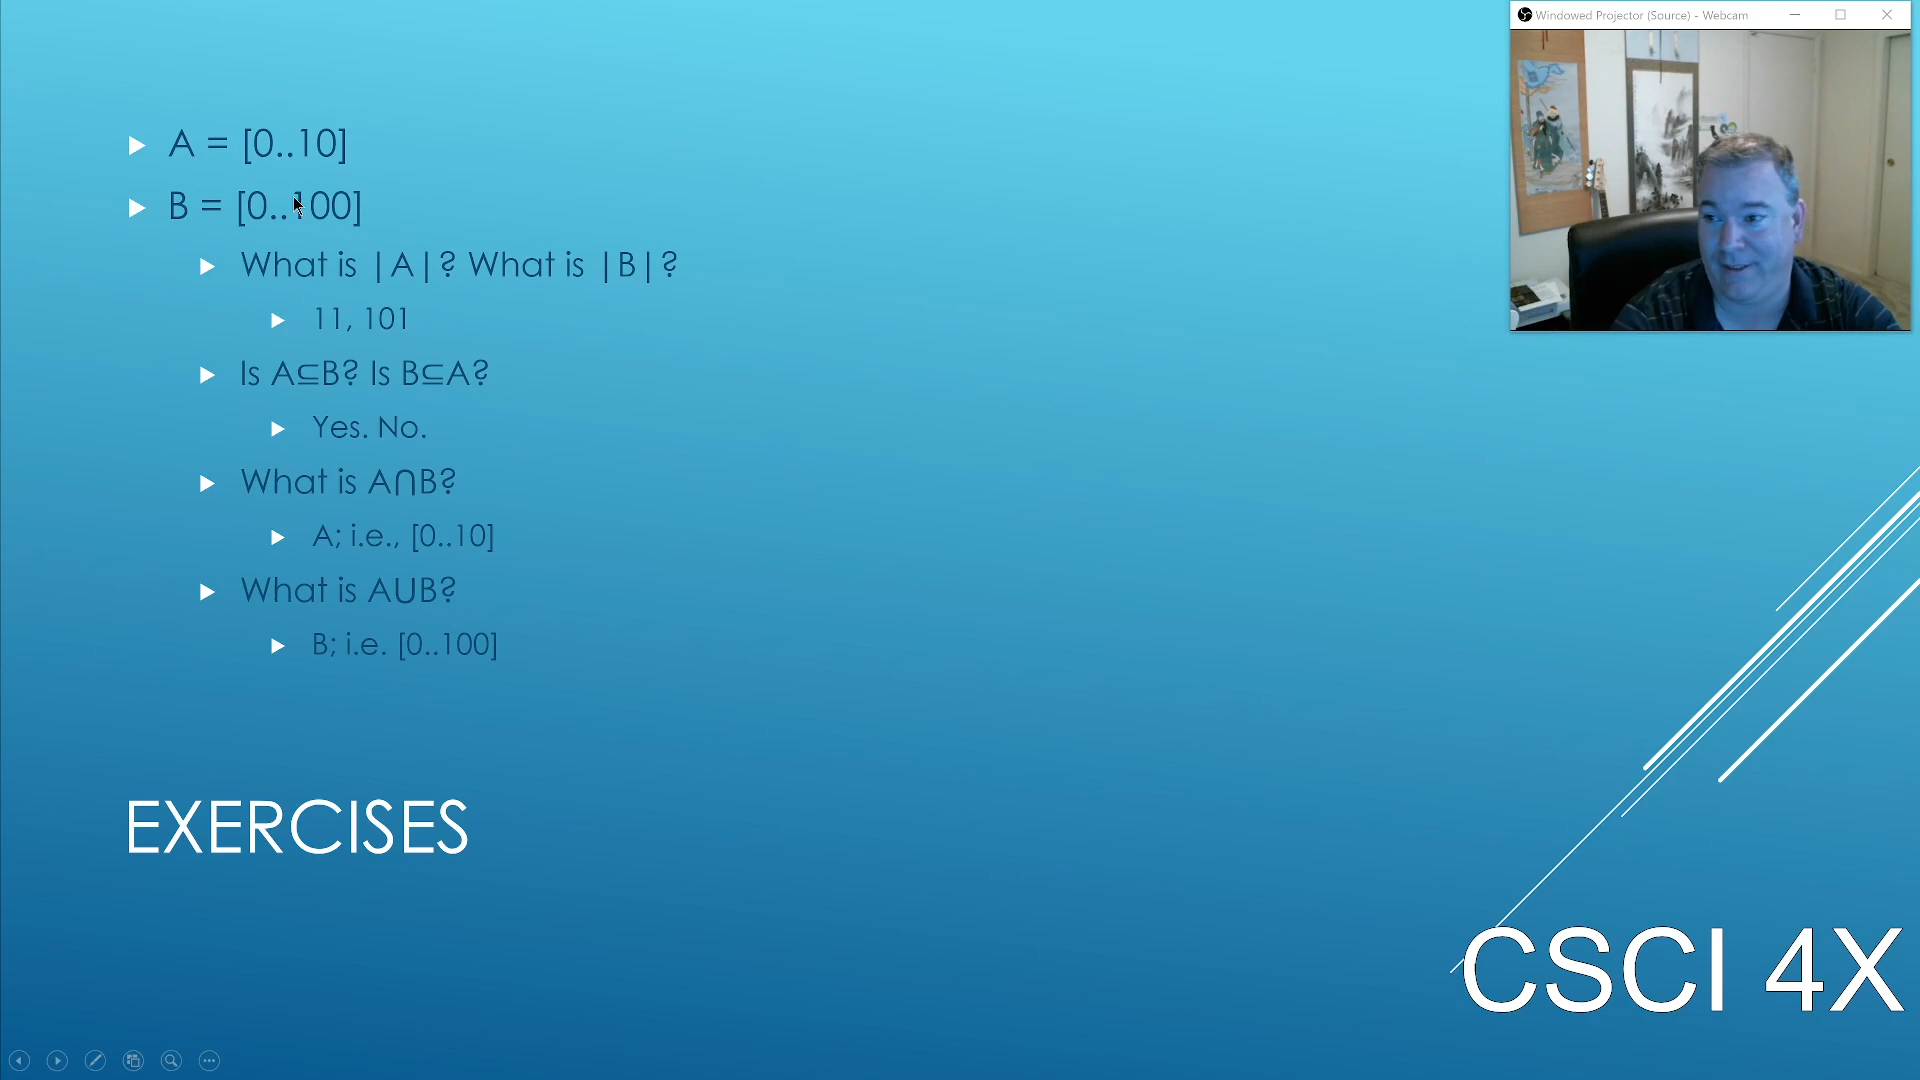 Windowed Projector (Source) - Webcam
A = [0..10]
B = [0..100]
What is |A|? What is |B|?
11, 101
Is A⊆B? Is B⊆A?
Yes. No.
What is A∩B?
A; i.e., [0..10]
What is A∪B?
B; i.e. [0..100]
EXERCISES
CSCI 4X